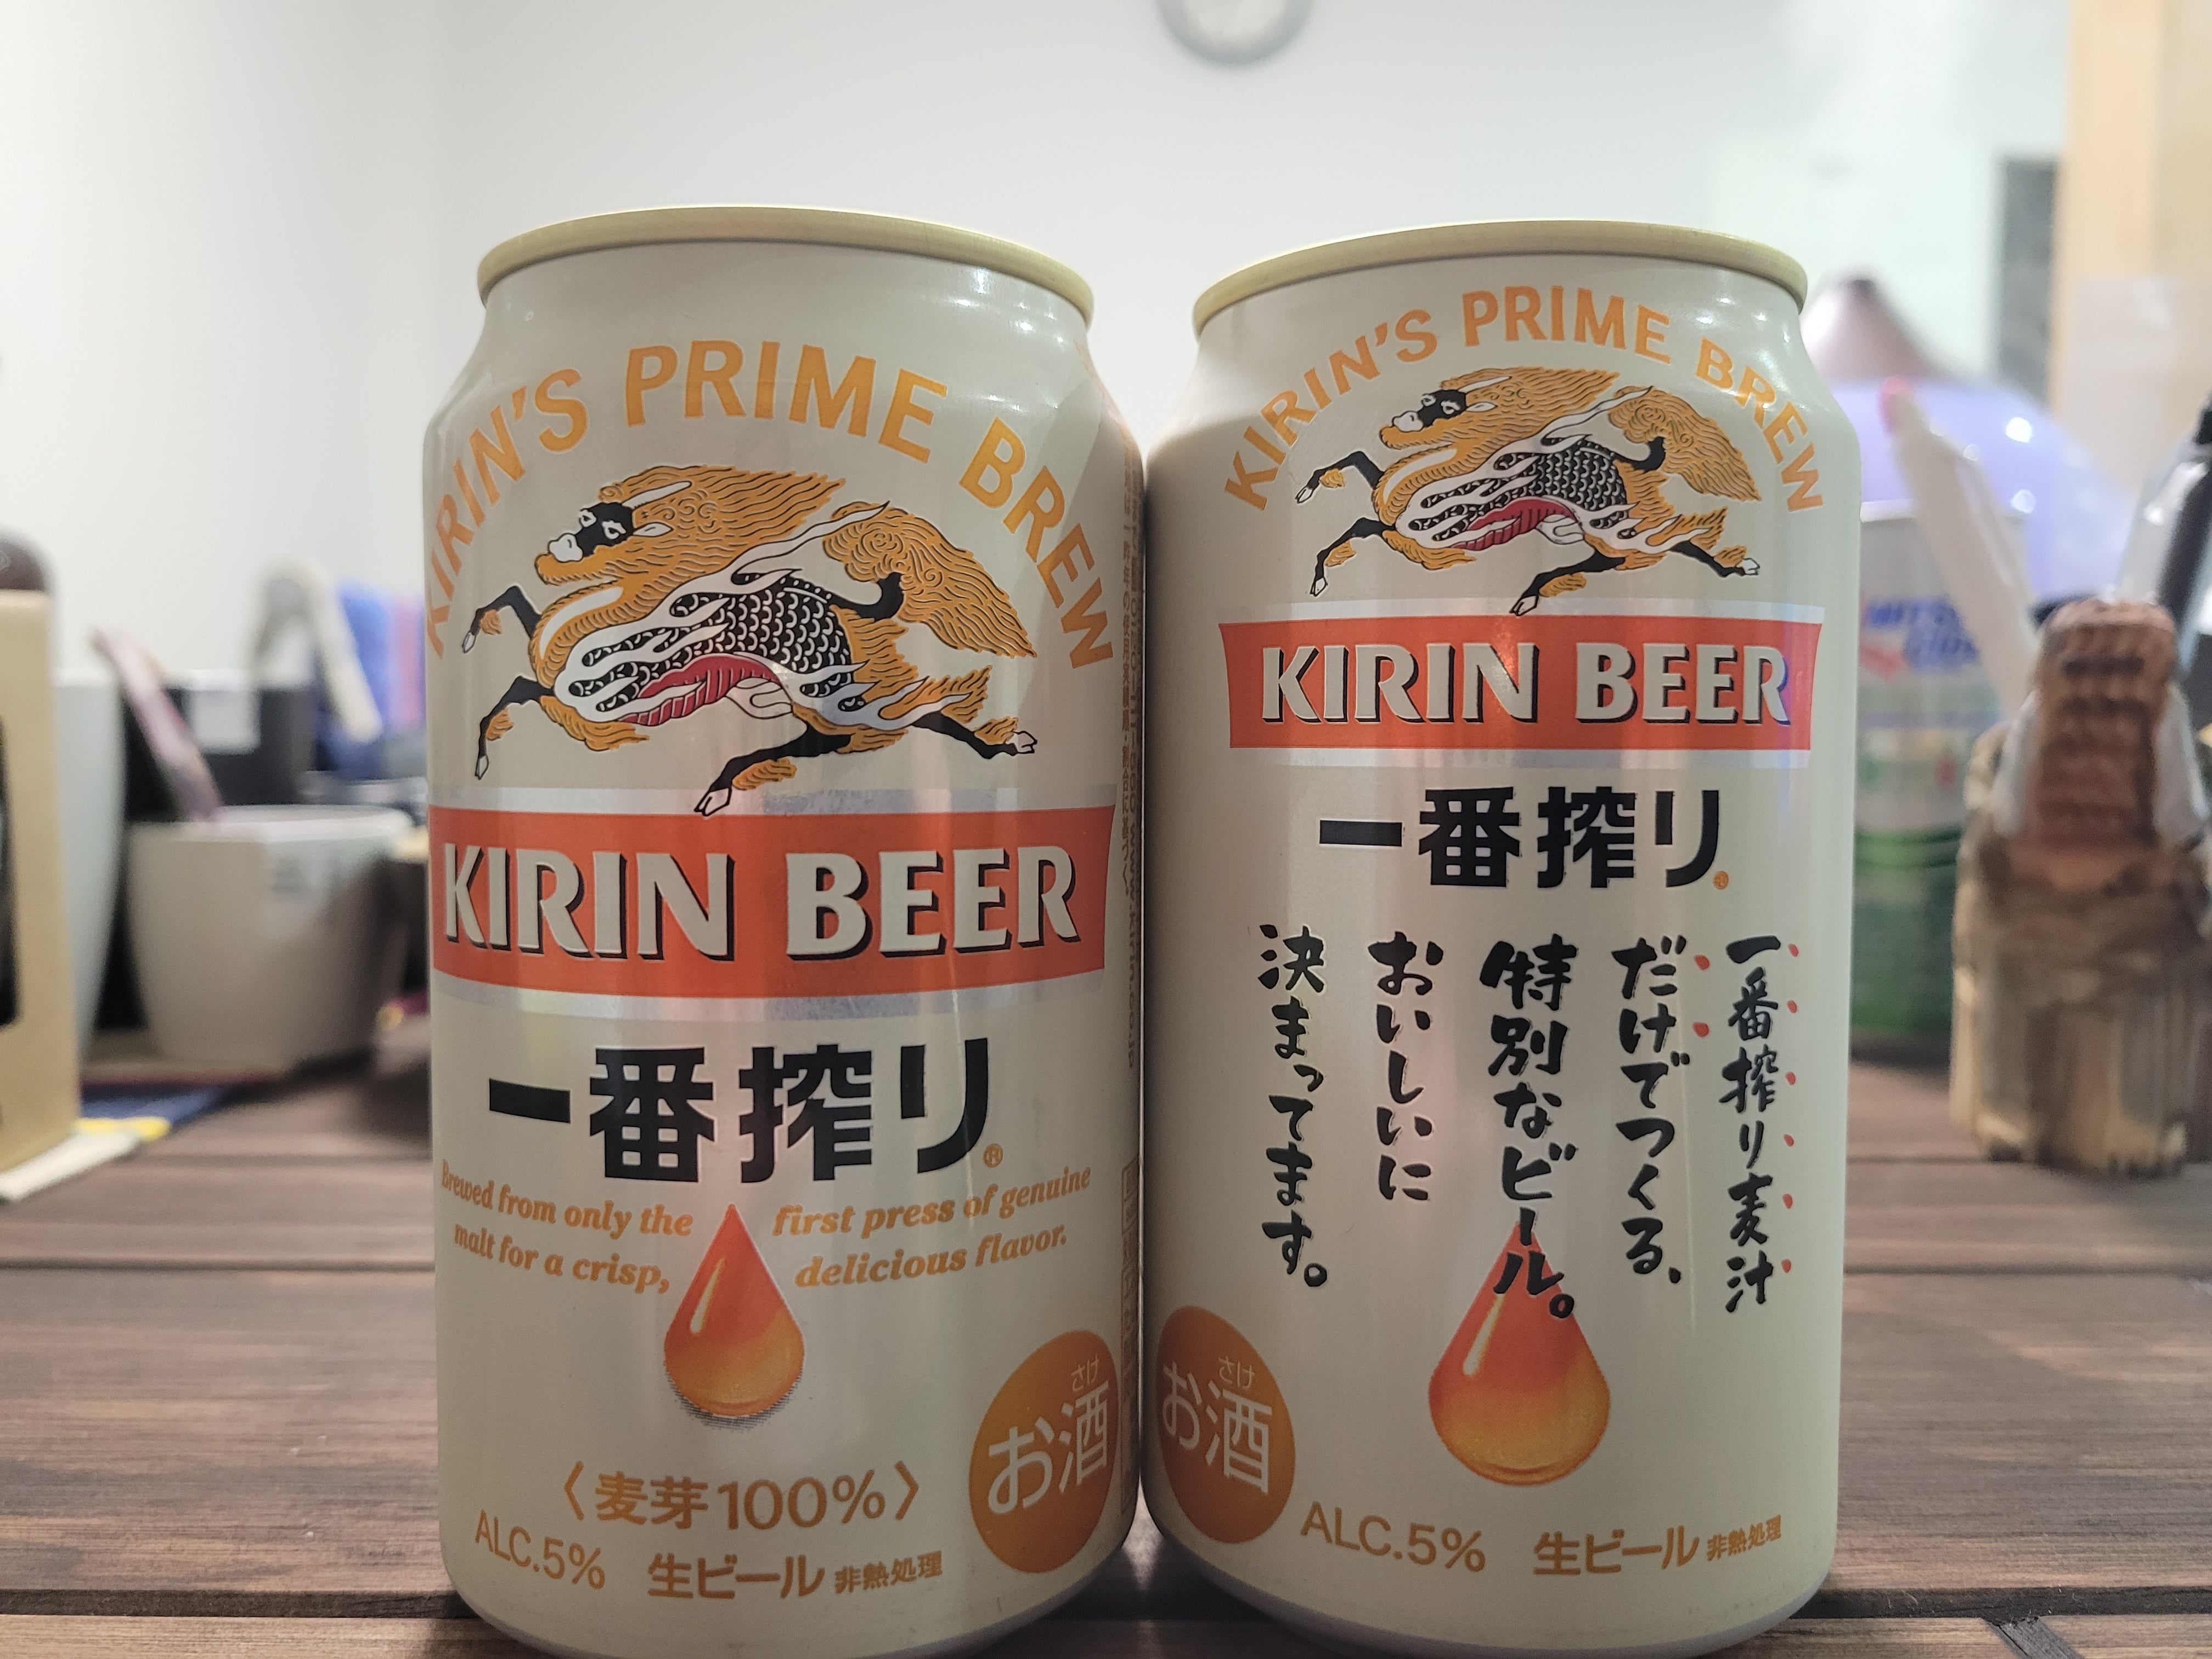 KIRIN'S PRIME BREW
KIRIN BEER
一番搾り®
Brewed from only the first press of genuine
malt for a crisp, delicious flavor.
〈麦芽100%〉
ALC.5% 生ビール 非熱処理
さけ
お酒
KIRIN'S PRIME BREW
KIRIN BEER
一番搾り®
一番搾り麦汁
だけでつくる、
特別なビール。
おいしいに
決まってます。
さけ
お酒
ALC.5% 生ビール 非熱処理